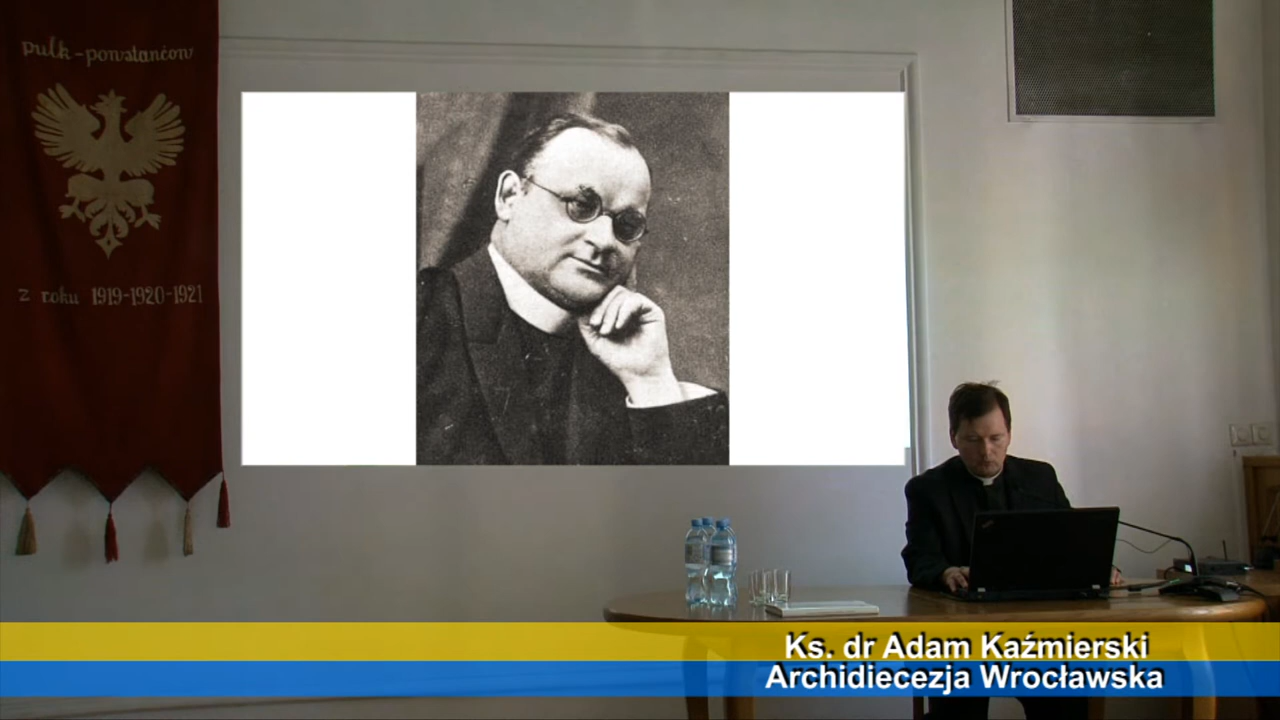 pułk-powstańców
z roku 1919-1920-1921
Ks. dr Adam Kaźmierski
Archidiecezja Wrocławska